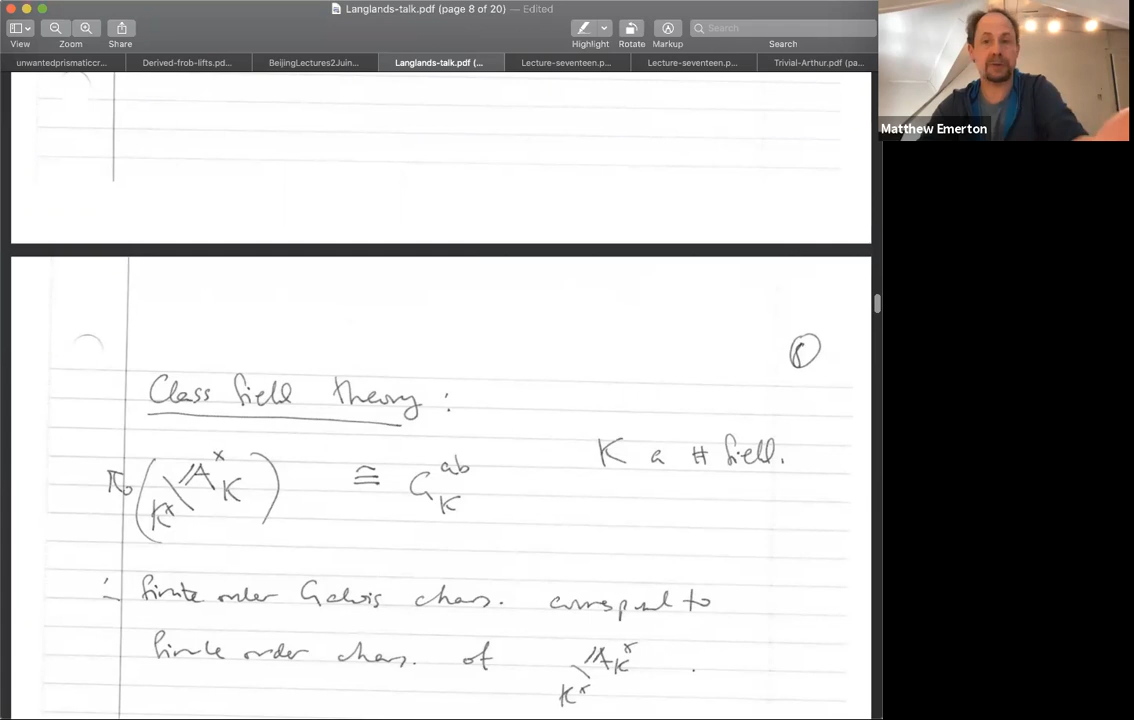 Langlands-talk.pdf (page 8 of 20) — Edited
View Zoom Share Highlight Rotate Markup Search
Search
unwantedprismaticcr... Derived-frob-lifts.pd... BeijingLectures2Juin... Langlands-talk.pdf (... Lecture-seventeen.p... Lecture-seventeen.p... Trivial-Arthur.pdf (pa...
Matthew Emerton
Class field theory :
K a # field.
π₀(K^× \ 𝔸_K^×) ≅ G_K^ab
∴ finite order Galois chars. correspond to
finite order chars. of K^× \ 𝔸_K^× .